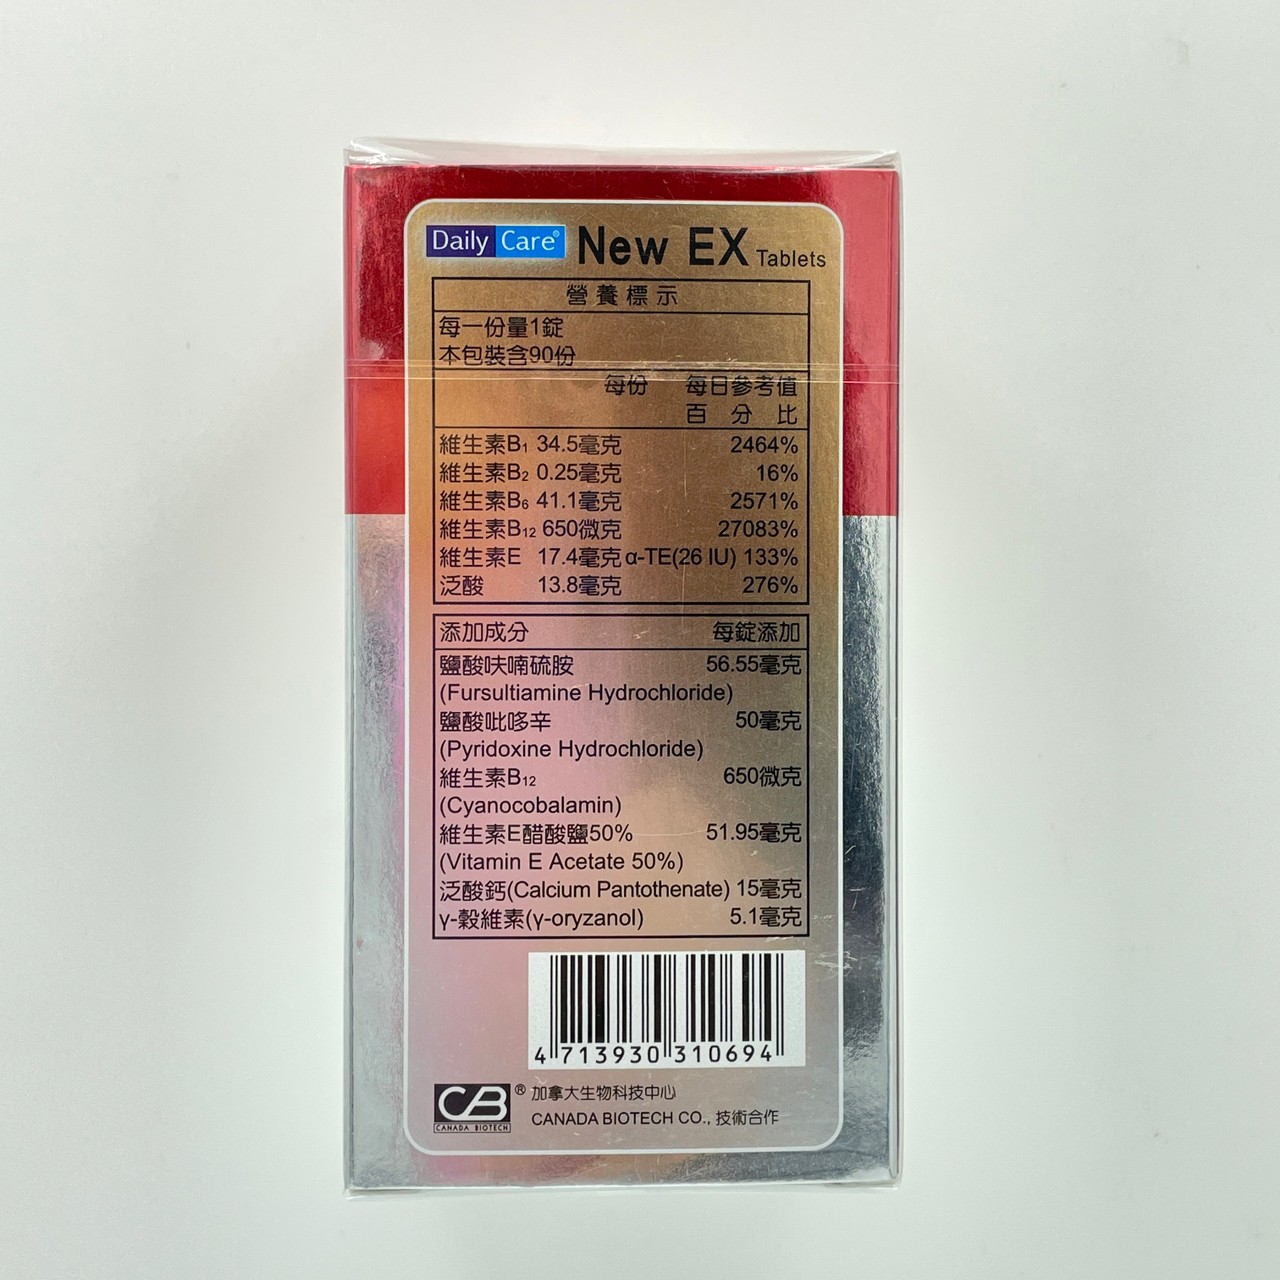 Daily Care® New EX Tablets
營養標示
每一份量1錠
本包裝含90份
每份 每日參考值
百分比
維生素B1 34.5毫克 2464%
維生素B2 0.25毫克 16%
維生素B6 41.1毫克 2571%
維生素B12 650微克 27083%
維生素E 17.4毫克α-TE(26 IU) 133%
泛酸 13.8毫克 276%
添加成分 每錠添加
鹽酸呋喃硫胺 56.55毫克
(Fursultiamine Hydrochloride)
鹽酸吡哆辛 50毫克
(Pyridoxine Hydrochloride)
維生素B12 650微克
(Cyanocobalamin)
維生素E醋酸鹽50% 51.95毫克
(Vitamin E Acetate 50%)
泛酸鈣(Calcium Pantothenate) 15毫克
γ-穀維素(γ-oryzanol) 5.1毫克
4 713930 310694
CB® 加拿大生物科技中心
CANADA BIOTECH CANADA BIOTECH CO., 技術合作